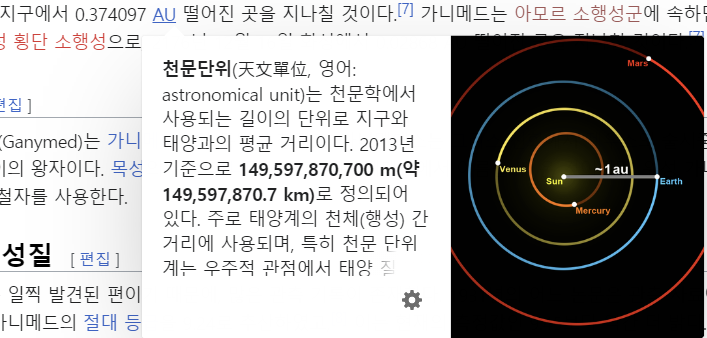 지구에서 0.374097 AU 떨어진 곳을 지나칠 것이다.[7] 가니메드는 아모르 소행성군에 속하면
성 횡단 소행성으로
편집 ]
(Ganymed)는 가니
이의 왕자이다. 목성
철자를 사용한다.
성질 [ 편집 ]
일찍 발견된 편이
가니메드의 절대 등
천문단위(天文單位, 영어:
astronomical unit)는 천문학에서
사용되는 길이의 단위로 지구와
태양과의 평균 거리이다. 2013년
기준으로 149,597,870,700 m(약
149,597,870.7 km)로 정의되어
있다. 주로 태양계의 천체(행성) 간
거리에 사용되며, 특히 천문 단위
계는 우주적 관점에서 태양 질
Mars
Venus
~1au
Sun
Earth
Mercury